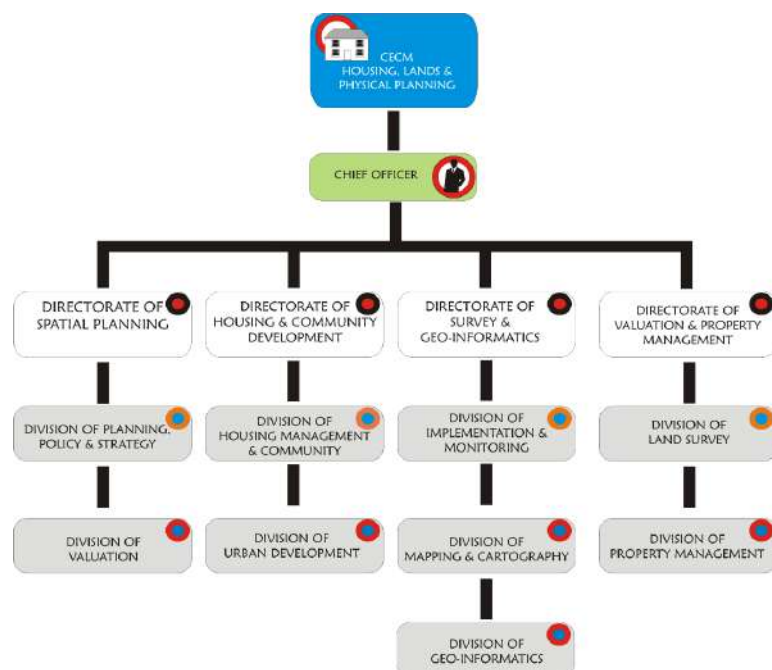 CECM
HOUSING, LANDS &
PHYSICAL PLANNING
CHIEF OFFICER
DIRECTORATE OF
SPATIAL PLANNING
DIRECTORATE OF
HOUSING & COMMUNITY
DEVELOPMENT
DIRECTORATE OF
SURVEY &
GEO-INFORMATICS
DIRECTORATE OF
VALUATION & PROPERTY
MANAGEMENT
DIVISION OF PLANNING,
POLICY & STRATEGY
DIVISION OF
HOUSING MANAGEMENT
& COMMUNITY
DIVISION OF
IMPLEMENTATION &
MONITORING
DIVISION OF
LAND SURVEY
DIVISION OF
VALUATION
DIVISION OF
URBAN DEVELOPMENT
DIVISION OF
MAPPING & CARTOGRAPHY
DIVISION OF
PROPERTY MANAGEMENT
DIVISION OF
GEO-INFORMATICS